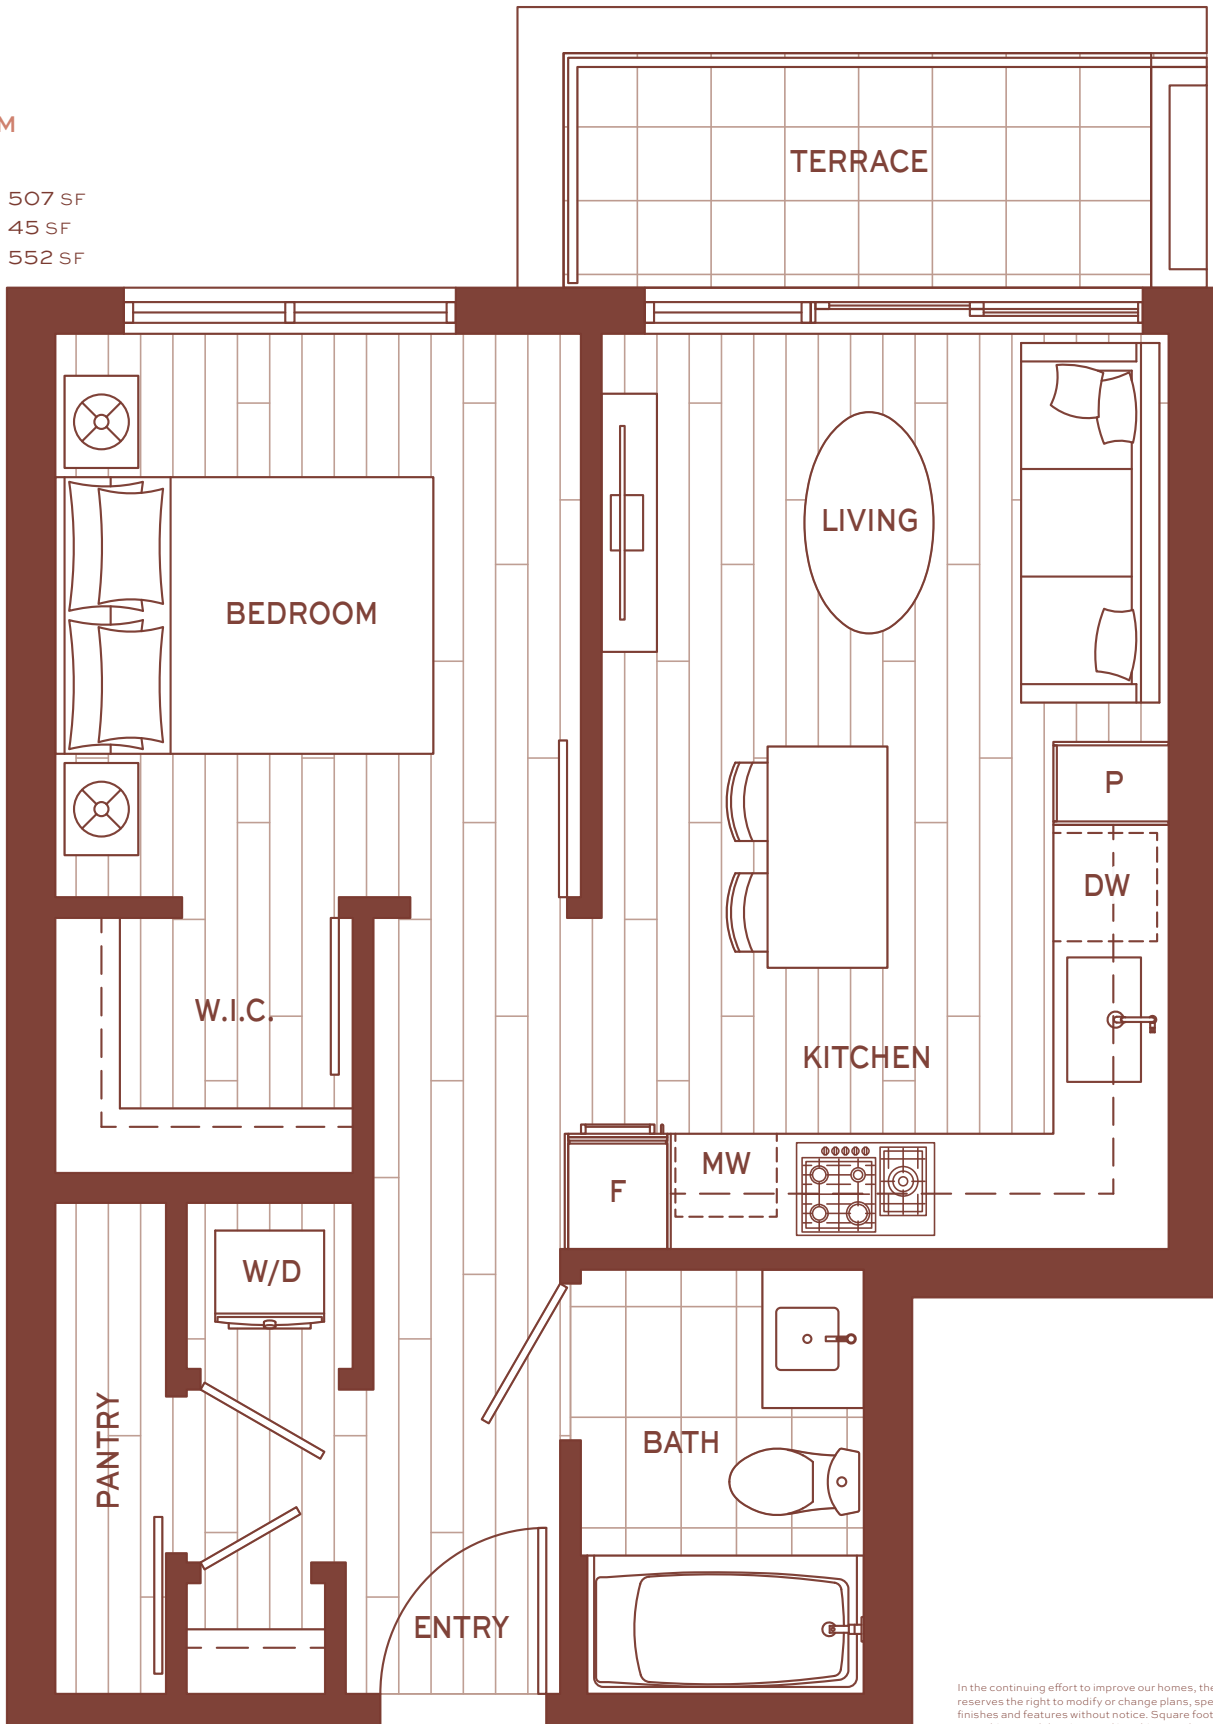 M
507 SF
45 SF
552 SF
TERRACE
LIVING
BEDROOM
P
DW
W.I.C.
KITCHEN
MW
F
W/D
PANTRY
BATH
ENTRY
In the continuing effort to improve our homes, the
reserves the right to modify or change plans, spe
finishes and features without notice. Square foot